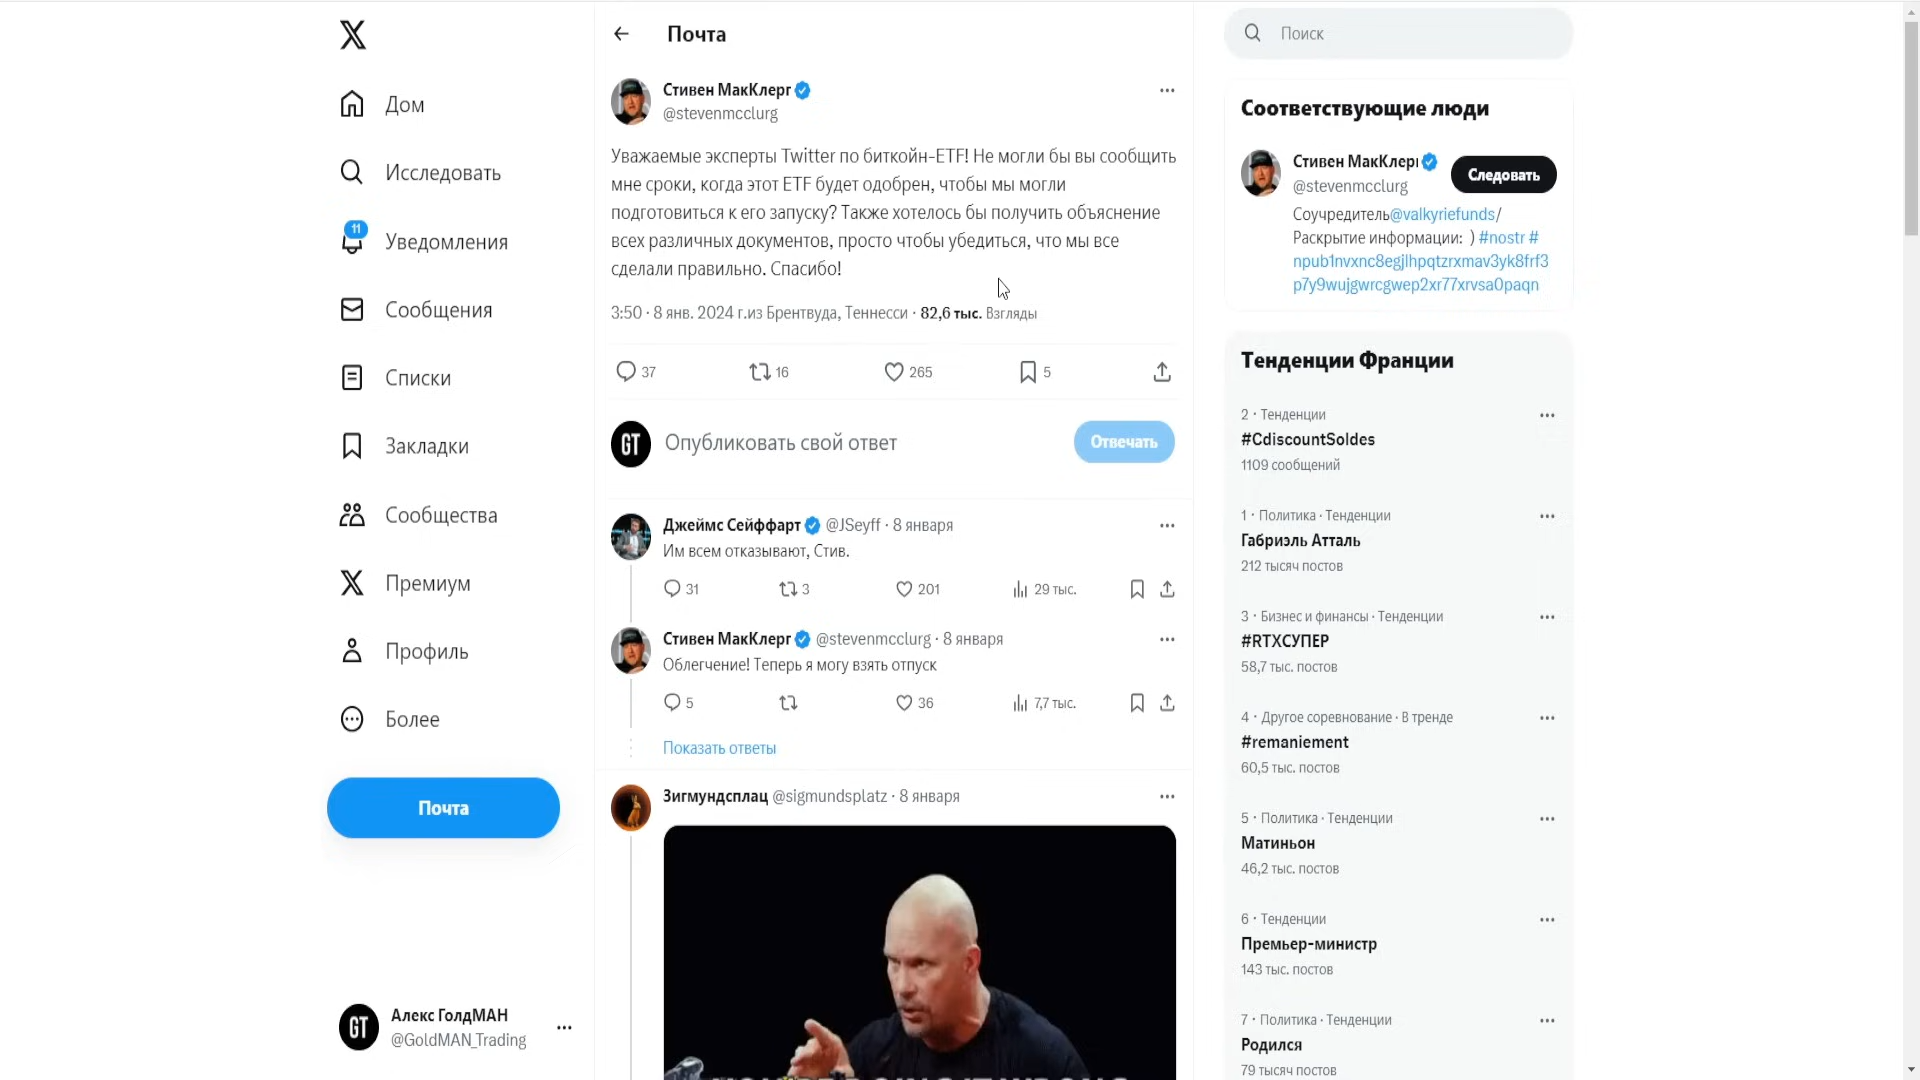 Дом
Исследовать
11
Уведомления
Сообщения
Списки
Закладки
Сообщества
Премиум
Профиль
Более
Почта
GT
Алекс ГолдМАН
@GoldMAN_Trading
Почта
Стивен МакКлерг
@stevenmcclurg
Уважаемые эксперты Twitter по биткойн-ETF! Не могли бы вы сообщить
мне сроки, когда этот ETF будет одобрен, чтобы мы могли
подготовиться к его запуску? Также хотелось бы получить объяснение
всех различных документов, просто чтобы убедиться, что мы все
сделали правильно. Спасибо!
3:50 · 8 янв. 2024 г.из Брентвуда, Теннесси · 82,6 тыс. Взгляды
37 16 265 5
GT Опубликовать свой ответ Отвечать
Джеймс Сейффарт @JSeyff · 8 января
Им всем отказывают, Стив.
31 3 201 29 тыс.
Стивен МакКлерг @stevenmcclurg · 8 января
Облегчение! Теперь я могу взять отпуск
5 36 7,7 тыс.
Показать ответы
Зигмундсплац @sigmundsplatz · 8 января
Поиск
Соответствующие люди
Стивен МакКлерг
@stevenmcclurg
Следовать
Соучредитель@valkyriefunds/
Раскрытие информации: ) #nostr #
npub1nvxnc8egjlhpqtzrxmav3yk8frf3
p7y9wujgwrcgwep2xr77xrvsa0paqn
Тенденции Франции
2 · Тенденции
#CdiscountSoldes
1109 сообщений
1 · Политика · Тенденции
Габриэль Атталь
212 тысяч постов
3 · Бизнес и финансы · Тенденции
#RTXСУПЕР
58,7 тыс. постов
4 · Другое соревнование · В тренде
#remaniement
60,5 тыс. постов
5 · Политика · Тенденции
Матиньон
46,2 тыс. постов
6 · Тенденции
Премьер-министр
143 тыс. постов
7 · Политика · Тенденции
Родился
79 тысяч постов